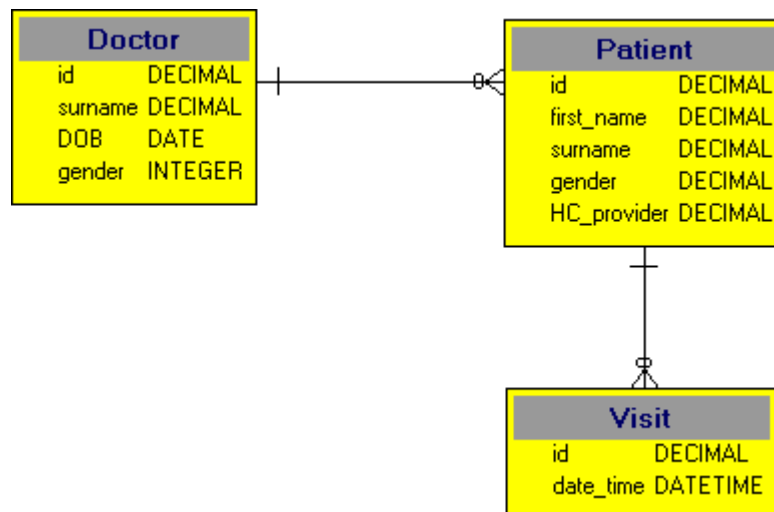 Doctor
id DECIMAL
surname DECIMAL
DOB DATE
gender INTEGER
Patient
id DECIMAL
first_name DECIMAL
surname DECIMAL
gender DECIMAL
HC_provider DECIMAL
Visit
id DECIMAL
date_time DATETIME